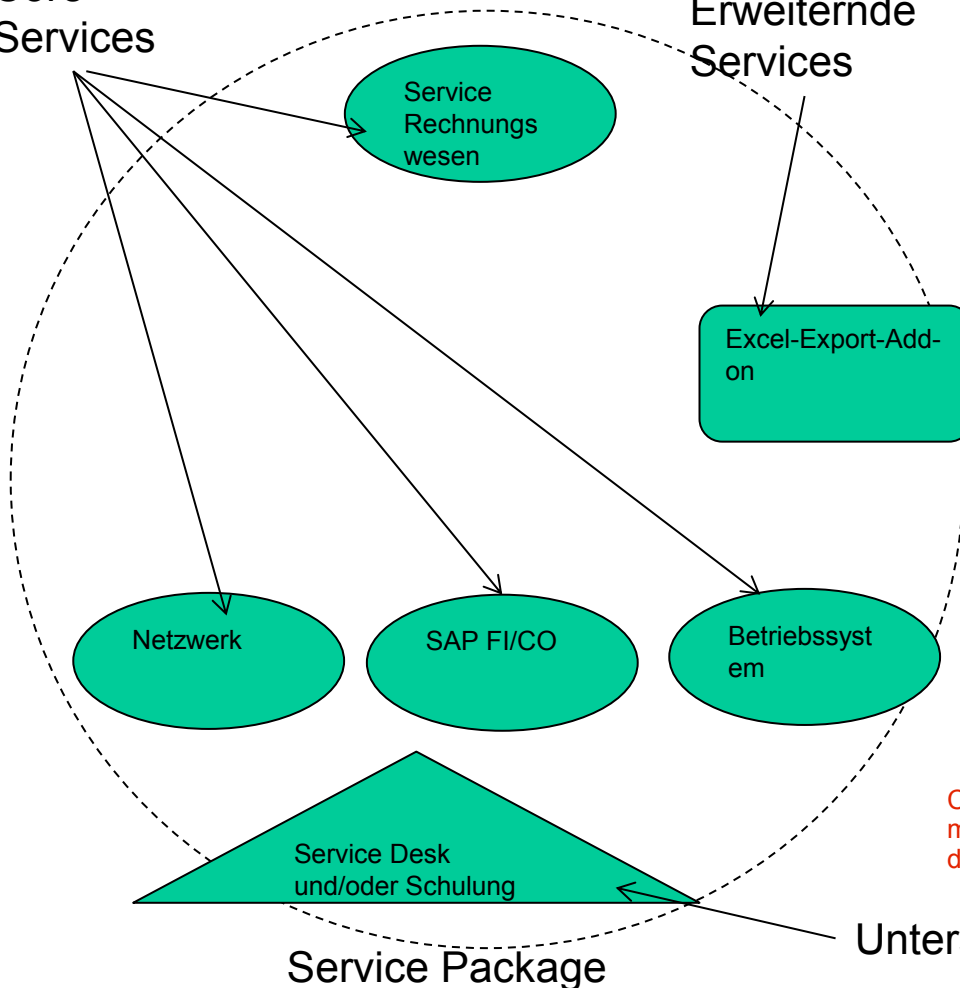 Services
Erweiternde
Services
Service
Rechnungs
wesen
Excel-Export-Add-
on
Netzwerk
SAP FI/CO
Betriebssyst
em
Service Desk
und/oder Schulung
Service Package